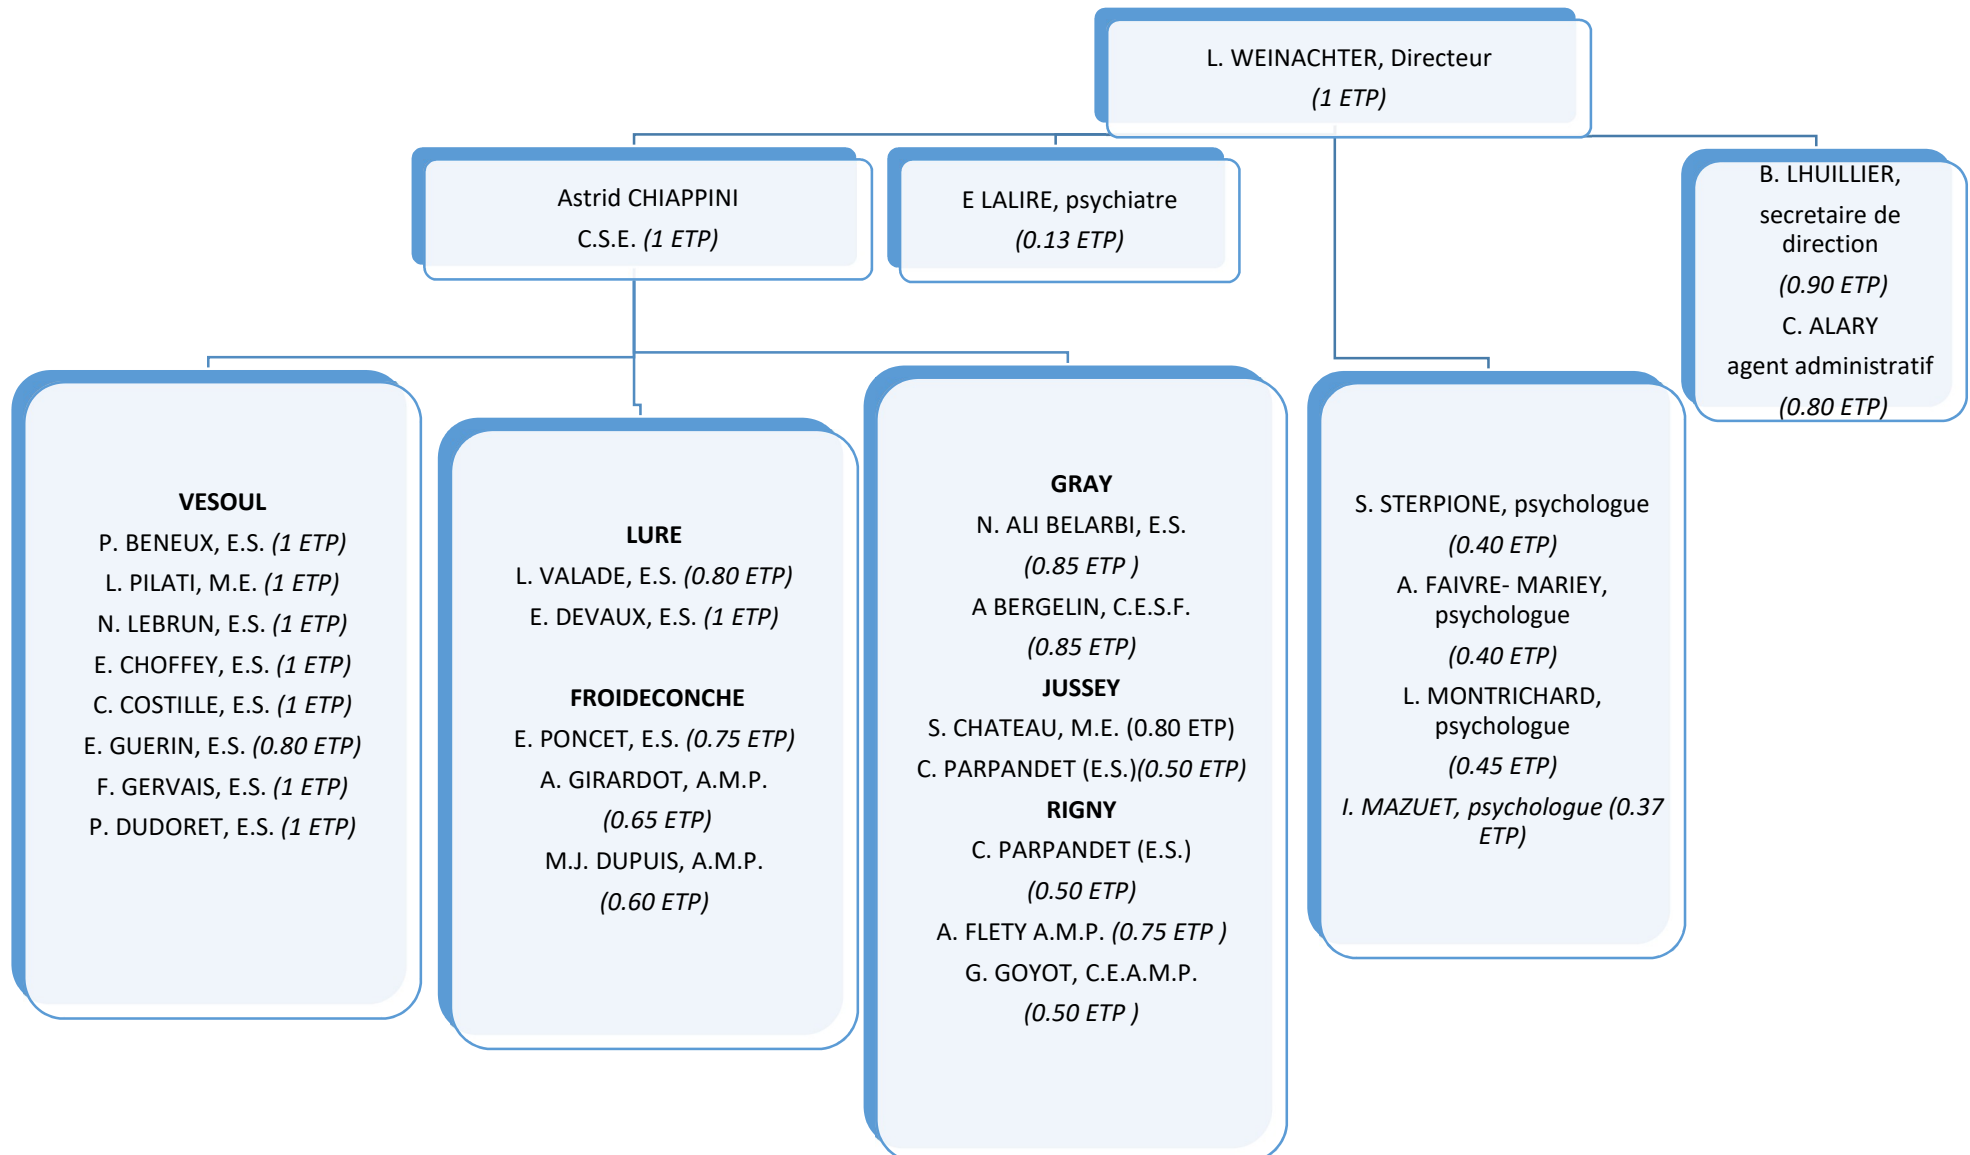 L. WEINACHTER, Directeur
(1 ETP)
Astrid CHIAPPINI
C.S.E. (1 ETP)
E LALIRE, psychiatre
(0.13 ETP)
B. LHUILLIER,
secretaire de
direction
(0.90 ETP)
C. ALARY
agent administratif
(0.80 ETP)
VESOUL
P. BENEUX, E.S. (1 ETP)
L. PILATI, M.E. (1 ETP)
N. LEBRUN, E.S. (1 ETP)
E. CHOFFEY, E.S. (1 ETP)
C. COSTILLE, E.S. (1 ETP)
E. GUERIN, E.S. (0.80 ETP)
F. GERVAIS, E.S. (1 ETP)
P. DUDORET, E.S. (1 ETP)
LURE
L. VALADE, E.S. (0.80 ETP)
E. DEVAUX, E.S. (1 ETP)
FROIDECONCHE
E. PONCET, E.S. (0.75 ETP)
A. GIRARDOT, A.M.P.
(0.65 ETP)
M.J. DUPUIS, A.M.P.
(0.60 ETP)
GRAY
N. ALI BELARBI, E.S.
(0.85 ETP )
A BERGELIN, C.E.S.F.
(0.85 ETP)
JUSSEY
S. CHATEAU, M.E. (0.80 ETP)
C. PARPANDET (E.S.)(0.50 ETP)
RIGNY
C. PARPANDET (E.S.)
(0.50 ETP)
A. FLETY A.M.P. (0.75 ETP )
G. GOYOT, C.E.A.M.P.
(0.50 ETP )
S. STERPIONE, psychologue
(0.40 ETP)
A. FAIVRE- MARIEY,
psychologue
(0.40 ETP)
L. MONTRICHARD,
psychologue
(0.45 ETP)
I. MAZUET, psychologue (0.37
ETP)